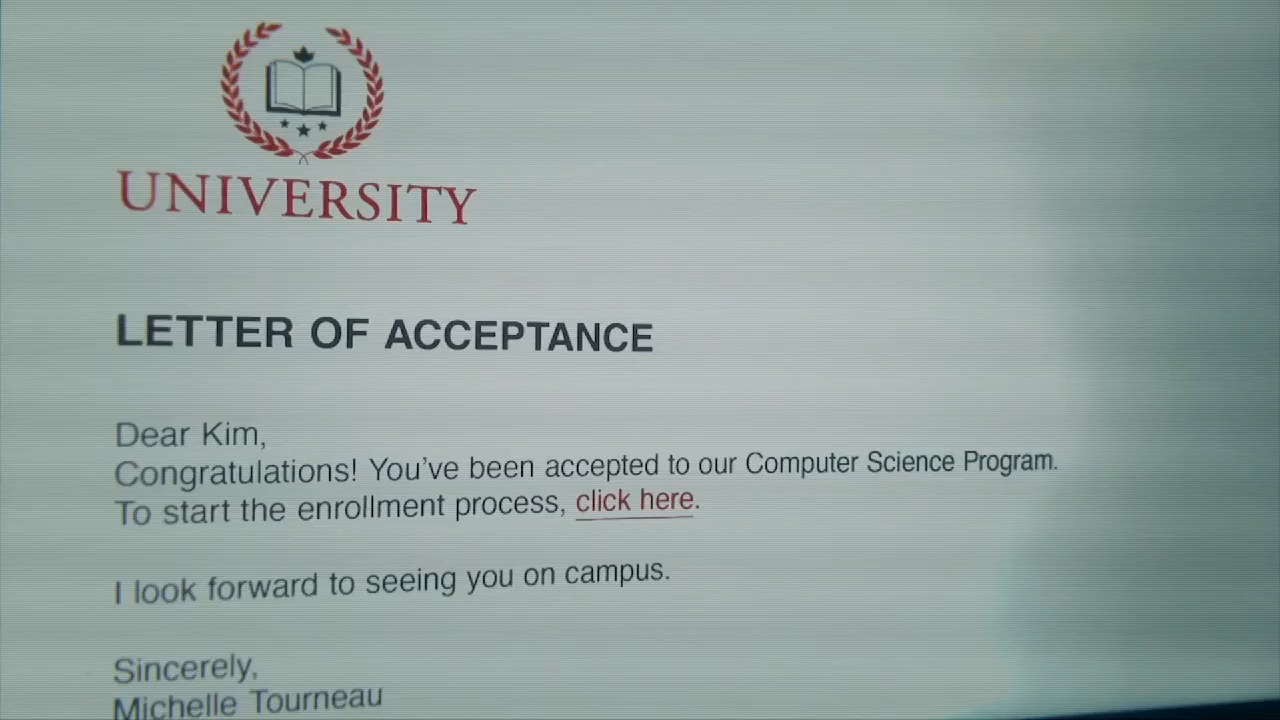 UNIVERSITY
LETTER OF ACCEPTANCE
Dear Kim,
Congratulations! You've been accepted to our Computer Science Program.
To start the enrollment process, click here.
I look forward to seeing you on campus.
Sincerely,
Michelle Tourneau